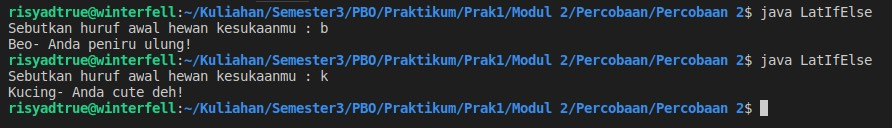 risyadtrue@winterfell:~/Kuliahan/Semester3/PBO/Praktikum/Prak1/Modul 2/Percobaan/Percobaan 2$ java LatIfElse
Sebutkan huruf awal hewan kesukaanmu : b
Beo- Anda peniru ulung!
risyadtrue@winterfell:~/Kuliahan/Semester3/PBO/Praktikum/Prak1/Modul 2/Percobaan/Percobaan 2$ java LatIfElse
Sebutkan huruf awal hewan kesukaanmu : k
Kucing- Anda cute deh!
risyadtrue@winterfell:~/Kuliahan/Semester3/PBO/Praktikum/Prak1/Modul 2/Percobaan/Percobaan 2$